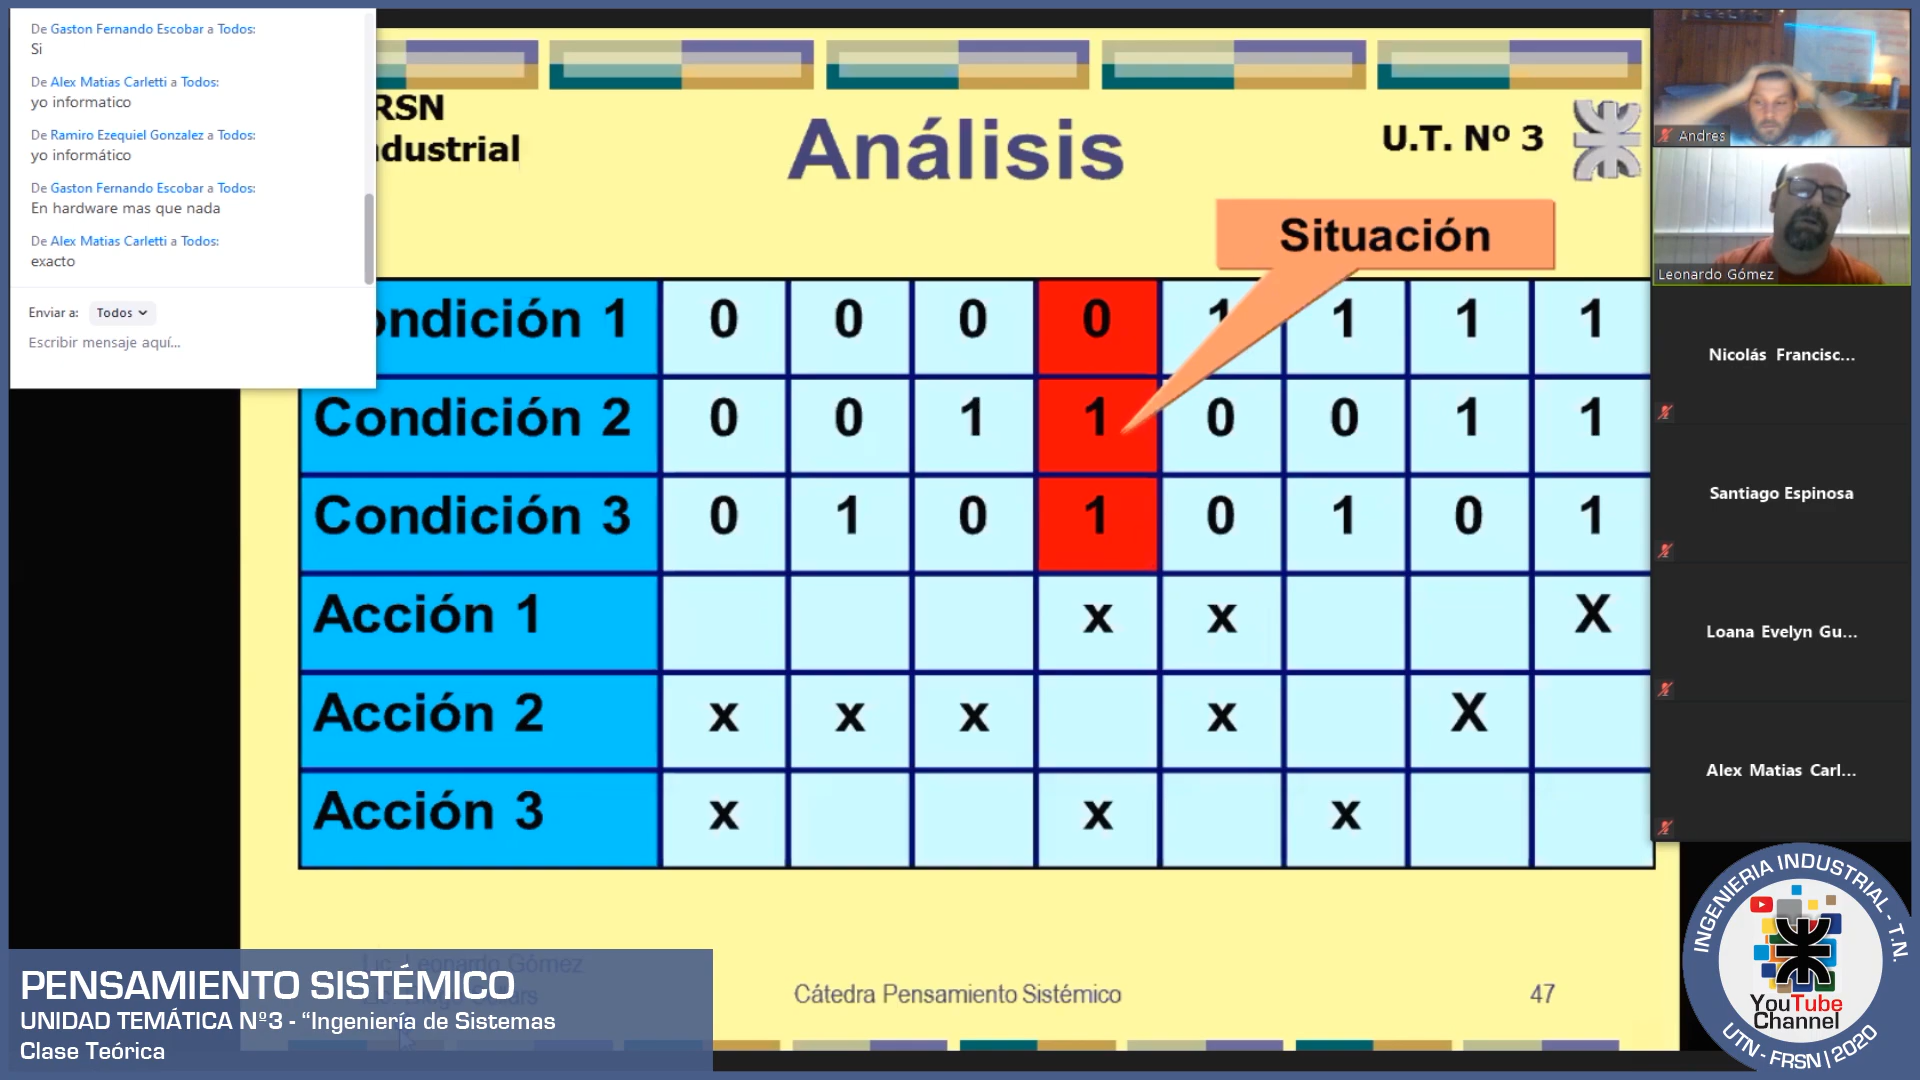 De Gaston Fernando Escobar a Todos:
Si
De Alex Matias Carletti a Todos:
yo informatico
De Ramiro Ezequiel Gonzalez a Todos:
yo informático
De Gaston Fernando Escobar a Todos:
En hardware mas que nada
De Alex Matias Carletti a Todos:
exacto
Enviar a: Todos
Escribir mensaje aquí...
RSN
dustrial
Análisis
U.T. Nº 3
Situación
ondición 1 0 0 0 0 1 1 1 1
Condición 2 0 0 1 1 0 0 1 1
Condición 3 0 1 0 1 0 1 0 1
Acción 1 x x X
Acción 2 x x x x X
Acción 3 x x x
Lic. Leonardo Gómez
Cátedra Pensamiento Sistémico
47
Andres
Leonardo Gómez
Nicolás Francisc...
Santiago Espinosa
Loana Evelyn Gu...
Alex Matias Carl...
PENSAMIENTO SISTÉMICO
UNIDAD TEMÁTICA Nº3 - “Ingeniería de Sistemas
Clase Teórica
INGENIERIA INDUSTRIAL - T.N.
YouTube
Channel
UTN - FRSN | 2020